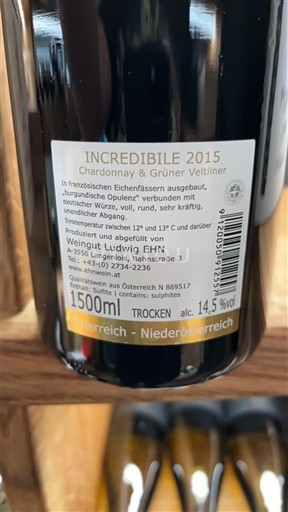 INCREDIBILE 2015
Chardonnay & Grüner Veltliner
In französischen Eichenfässern ausgebaut,
„burgundische Opulenz" verbunden mit
exotischer Würze, voll, rund, sehr kräftig,
unendlicher Abgang.
Trinktemperatur zwischen 12° und 13° C und darüber
Produziert und abgefüllt von
Weingut Ludwig EHN
A-3550 Langenlois, Bahnstraße 3
Tel.: +43-(0) 2734-2236
www.ehnwein.at
Qualitätswein aus Österreich N 869517
Enthält: Sulfite | contains: sulphites
1500ml TROCKEN alc. 14,5 %vol
Österreich - Niederösterreich